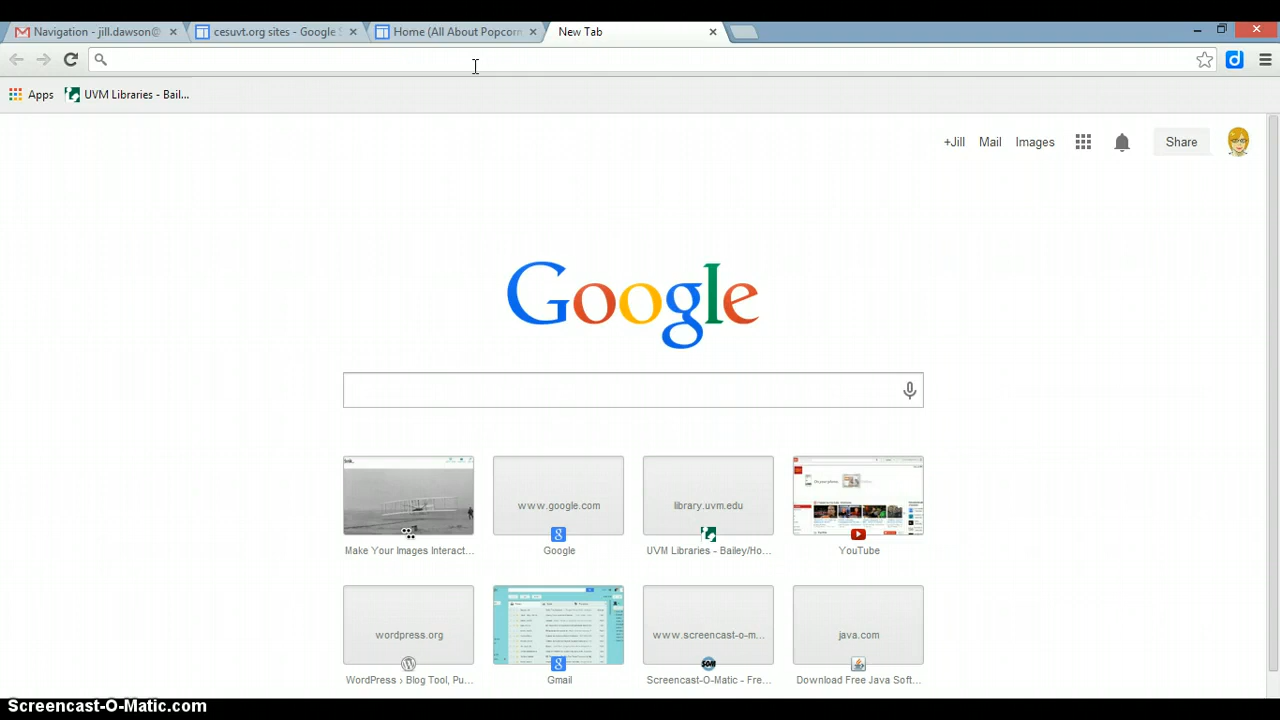 Navigation - jill.dawson@
cesuvt.org sites - Google S
Home (All About Popcorn
New Tab
Apps
UVM Libraries - Bail...
+Jill
Mail
Images
Share
Google
Make Your Images Interact...
www.google.com
Google
library.uvm.edu
UVM Libraries - Bailey/Ho...
YouTube
wordpress.org
WordPress › Blog Tool, Pu...
Gmail
www.screencast-o-m...
Screencast-O-Matic - Fre...
java.com
Download Free Java Soft...
Screencast-O-Matic.com